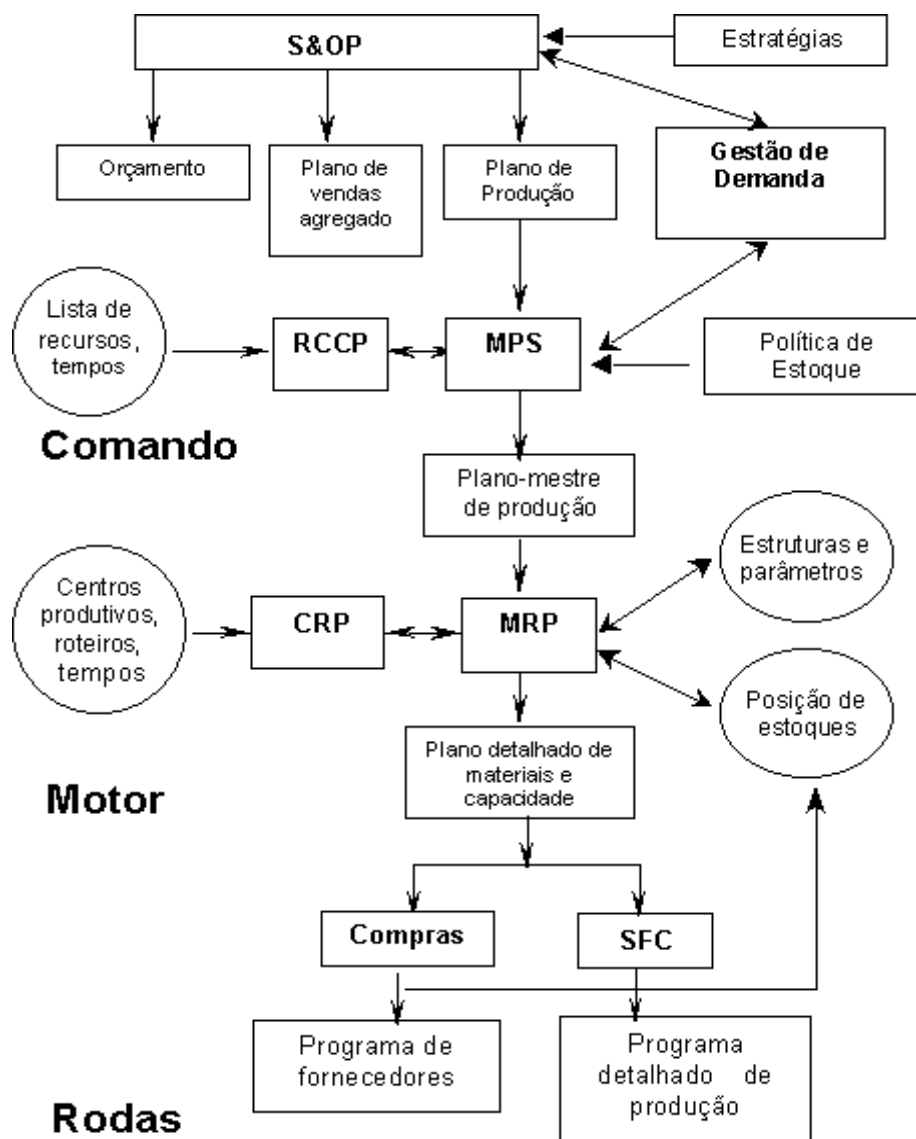 S&OP
Estratégias
Orçamento
Plano de
vendas
agregado
Plano de
Produção
Gestão de
Demanda
Lista de
recursos,
tempos
RCCP
MPS
Política de
Estoque
Comando
Plano-mestre
de produção
Estruturas e
parâmetros
Centros
produtivos,
roteiros,
tempos
CRP
MRP
Posição de
estoques
Plano detalhado de
materiais e
capacidade
Motor
Compras
SFC
Programa de
fornecedores
Programa
detalhado de
produção
Rodas